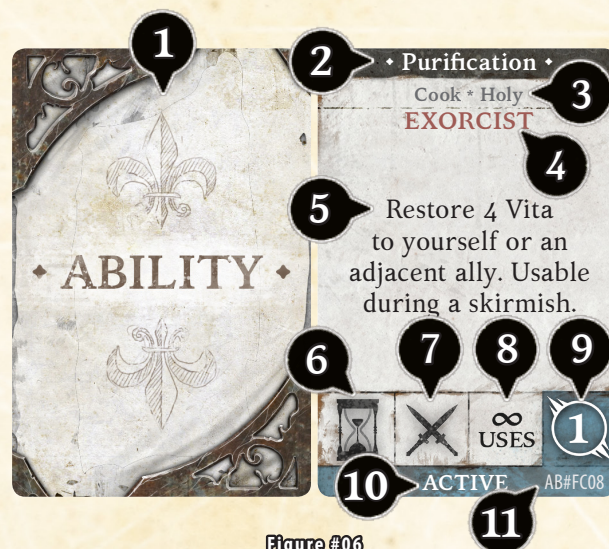 1
2
• Purification •
Cook * Holy
3
EXORCIST
4
5
Restore 4 Vita
to yourself or an
adjacent ally. Usable
during a skirmish.
• ABILITY •
6
7
8
9
∞
USES
1
10
ACTIVE
AB#FC08
11
Figure #06